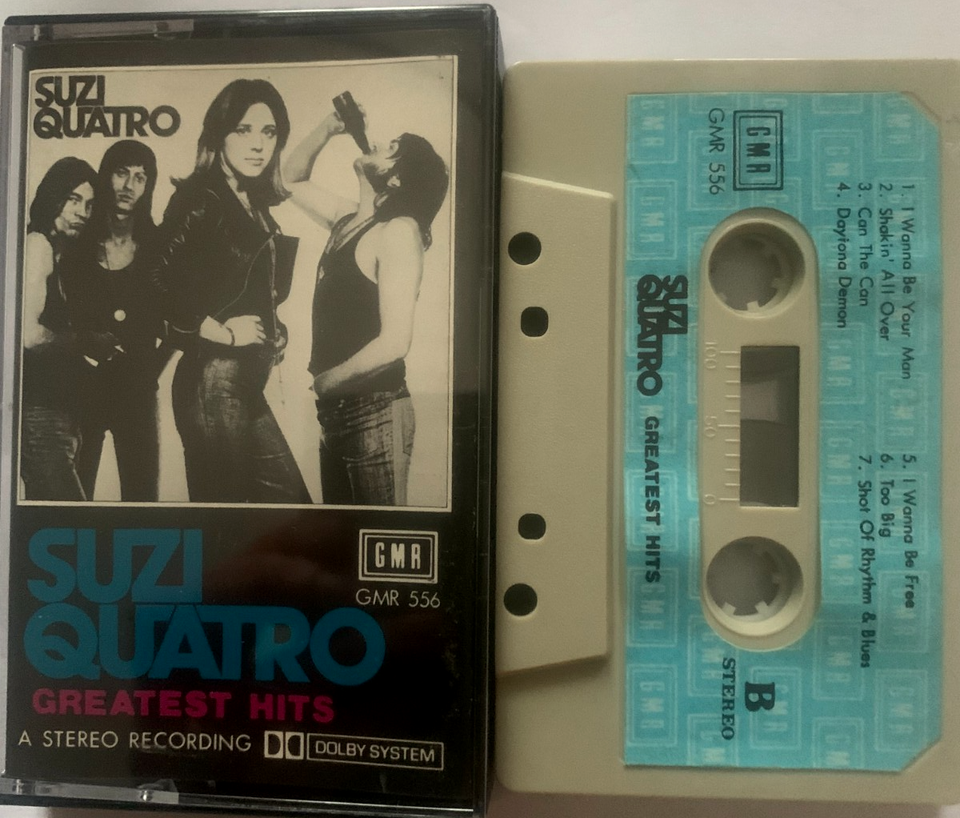 SUZI
QUATRO
SUZI
QUATRO
GMR
GMR 556
GREATEST HITS
A STEREO RECORDING DOLBY SYSTEM
GMR
GMR 556
1. I Wanna Be Your Man
2. Shakin' All Over
3. Can The Can
4. Daytona Demon
5. I Wanna Be Free
6. Too Big
7. Shot Of Rhythm & Blues
SUZI
QUATRO GREATEST HITS
100 50 0
B
STEREO